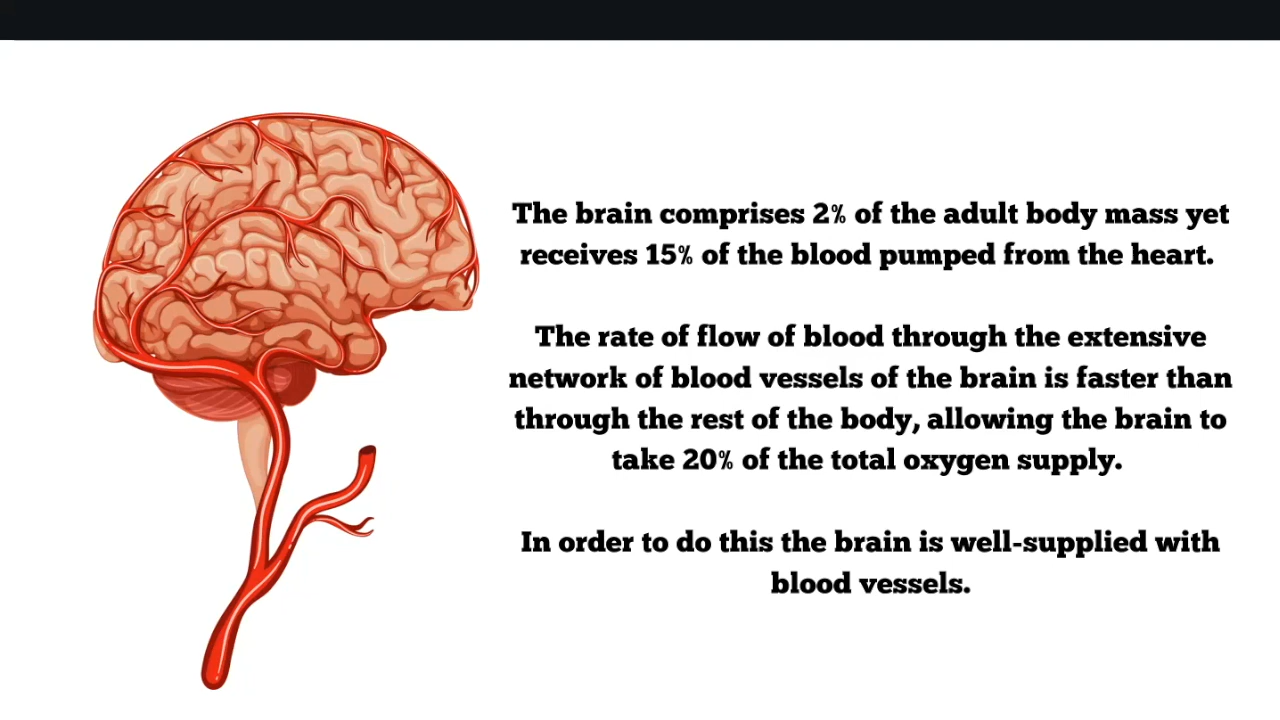 The brain comprises 2% of the adult body mass yet
receives 15% of the blood pumped from the heart.
The rate of flow of blood through the extensive
network of blood vessels of the brain is faster than
through the rest of the body, allowing the brain to
take 20% of the total oxygen supply.
In order to do this the brain is well-supplied with
blood vessels.